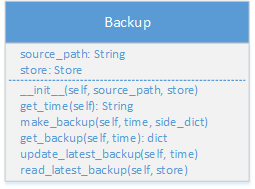 Backup
source_path: String
store: Store
__init__(self, source_path, store)
get_time(self): String
make_backup(self, time, side_dict)
get_backup(self, time): dict
update_latest_backup(self, time)
read_latest_backup(self, store)